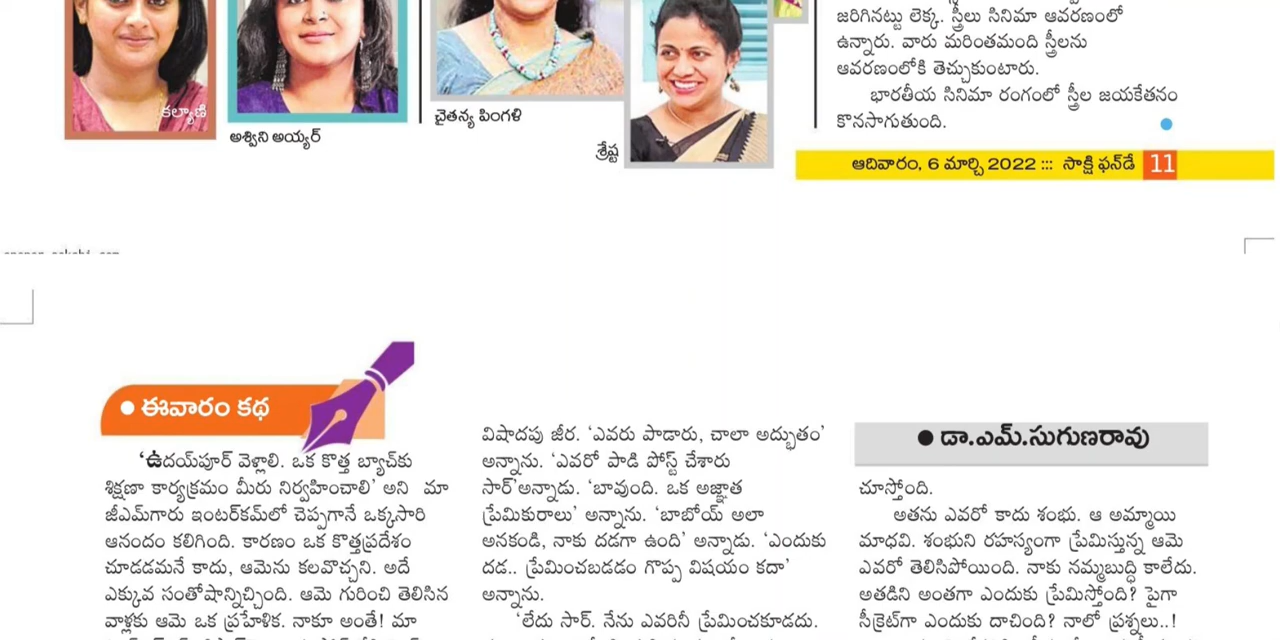 కల్యాణి
అశ్విని అయ్యర్
చైతన్య పింగళి
శ్రేష్ట
జరిగినట్టు లెక్క. స్త్రీలు సినిమా ఆవరణంలో
ఉన్నారు. వారు మరింతమంది స్త్రీలను
ఆవరణంలోకి తెచ్చుకుంటారు.
భారతీయ సినిమా రంగంలో స్త్రీల జయకేతనం
కొనసాగుతుంది.
ఆదివారం, 6 మార్చి 2022 ::: సాక్షి ఫన్‌డే 11
● ఈవారం కథ
‘ఉదయ్‌పూర్ వెళ్లాలి. ఒక కొత్త బ్యాచ్‌కు
శిక్షణా కార్యక్రమం మీరు నిర్వహించాలి’ అని మా
జీఎమ్‌గారు ఇంటర్‌కమ్‌లో చెప్పగానే ఒక్కసారి
ఆనందం కలిగింది. కారణం ఒక కొత్తప్రదేశం
చూడడమనే కాదు, ఆమెను కలవొచ్చని. అదే
ఎక్కువ సంతోషాన్నిచ్చింది. ఆమె గురించి తెలిసిన
వాళ్లకు ఆమె ఒక ప్రహేళిక. నాకూ అంతే! మా
విషాదపు జీర. ‘ఎవరు పాడారు, చాలా అద్భుతం’
అన్నాను. ‘ఎవరో పాడి పోస్ట్ చేశారు
సార్’అన్నాడు. ‘బావుంది. ఒక అజ్ఞాత
ప్రేమికురాలు’ అన్నాను. ‘బాబోయ్ అలా
అనకండి, నాకు దడగా ఉంది’ అన్నాడు. ‘ఎందుకు
దడ.. ప్రేమించబడడం గొప్ప విషయం కదా’
అన్నాను.
‘లేదు సార్. నేను ఎవరినీ ప్రేమించకూడదు.
● డా.ఎమ్.సుగుణరావు
చూస్తోంది.
అతను ఎవరో కాదు శంభు. ఆ అమ్మాయి
మాధవి. శంభుని రహస్యంగా ప్రేమిస్తున్న ఆమె
ఎవరో తెలిసిపోయింది. నాకు నమ్మబుద్ధి కాలేదు.
అతడిని అంతగా ఎందుకు ప్రేమిస్తోంది? పైగా
సీక్రెట్‌గా ఎందుకు దాచింది? నాలో ప్రశ్నలు..!